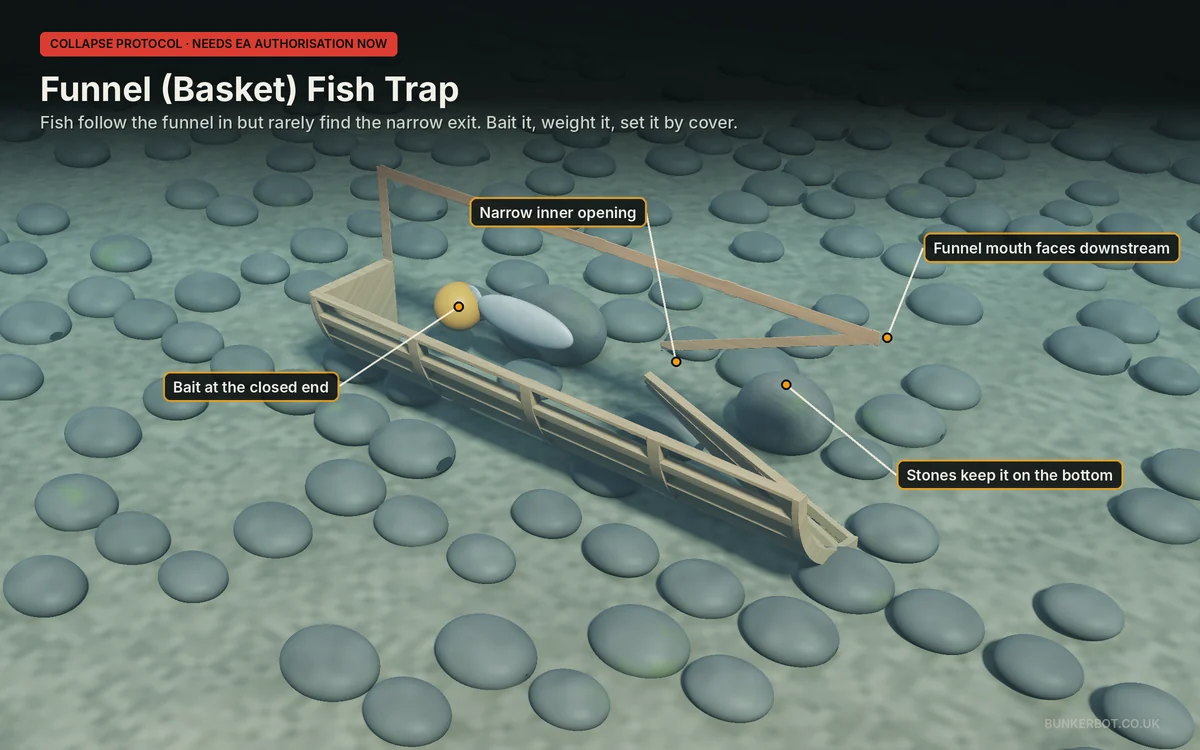 COLLAPSE PROTOCOL · NEEDS EA AUTHORISATION NOW
Funnel (Basket) Fish Trap
Fish follow the funnel in but rarely find the narrow exit. Bait it, weight it, set it by cover.
Narrow inner opening
Funnel mouth faces downstream
Bait at the closed end
Stones keep it on the bottom
BUNKERBOT.CO.UK